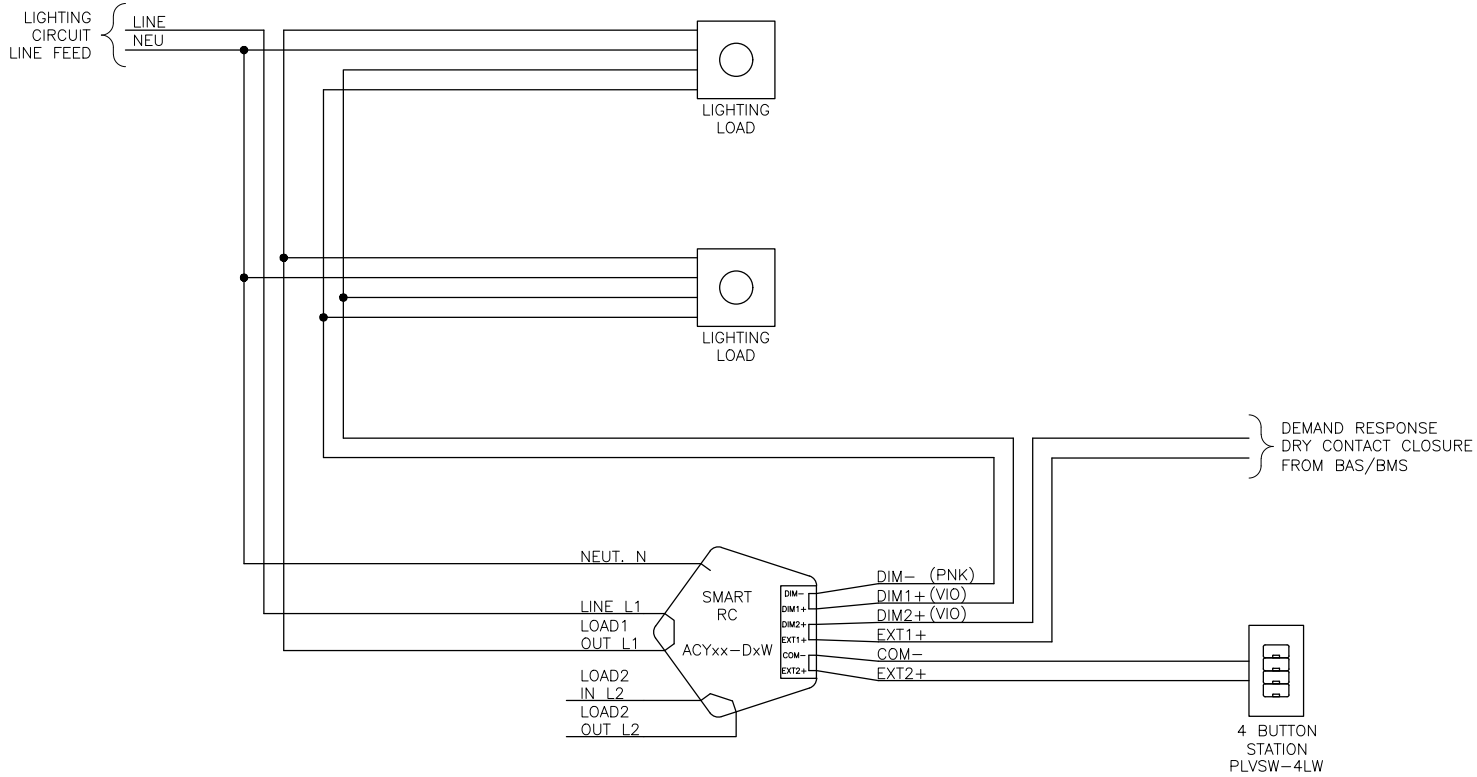 LIGHTING
CIRCUIT
LINE FEED
LINE
NEU
LIGHTING
LOAD
LIGHTING
LOAD
DEMAND RESPONSE
DRY CONTACT CLOSURE
FROM BAS/BMS
NEUT. N
LINE L1
LOAD1
OUT L1
LOAD2
IN L2
LOAD2
OUT L2
SMART
RC
ACYxx-DxW
DIM-
DIM1+
DIM2+
EXT1+
COM-
EXT2+
DIM- (PNK)
DIM1+ (VIO)
DIM2+ (VIO)
EXT1+
COM-
EXT2+
4 BUTTON
STATION
PLVSW-4LW